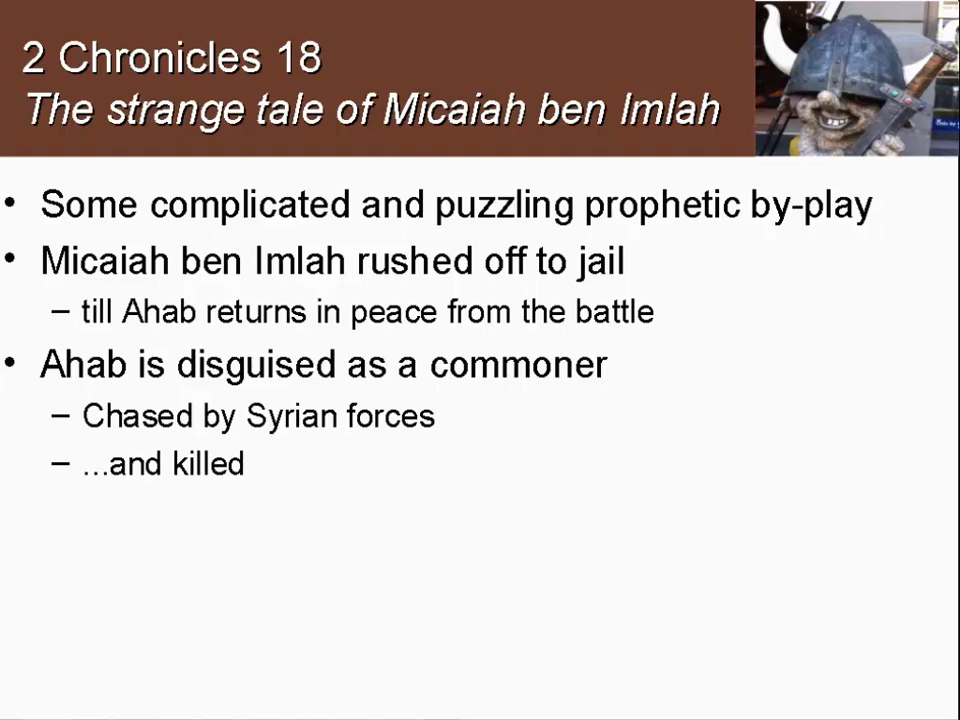 2 Chronicles 18
The strange tale of Micaiah ben Imlah
• Some complicated and puzzling prophetic by-play
• Micaiah ben Imlah rushed off to jail
– till Ahab returns in peace from the battle
• Ahab is disguised as a commoner
– Chased by Syrian forces
– ...and killed